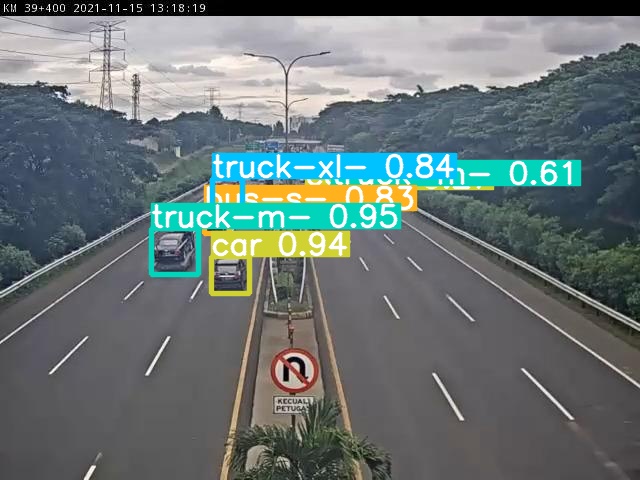 KM 39+400 2021-11-15 13:18:19
truck-xl- 0.84
m- 0.61
bus-s- 0.83
truck-m- 0.95
car 0.94
KECUALI
PETUGAS